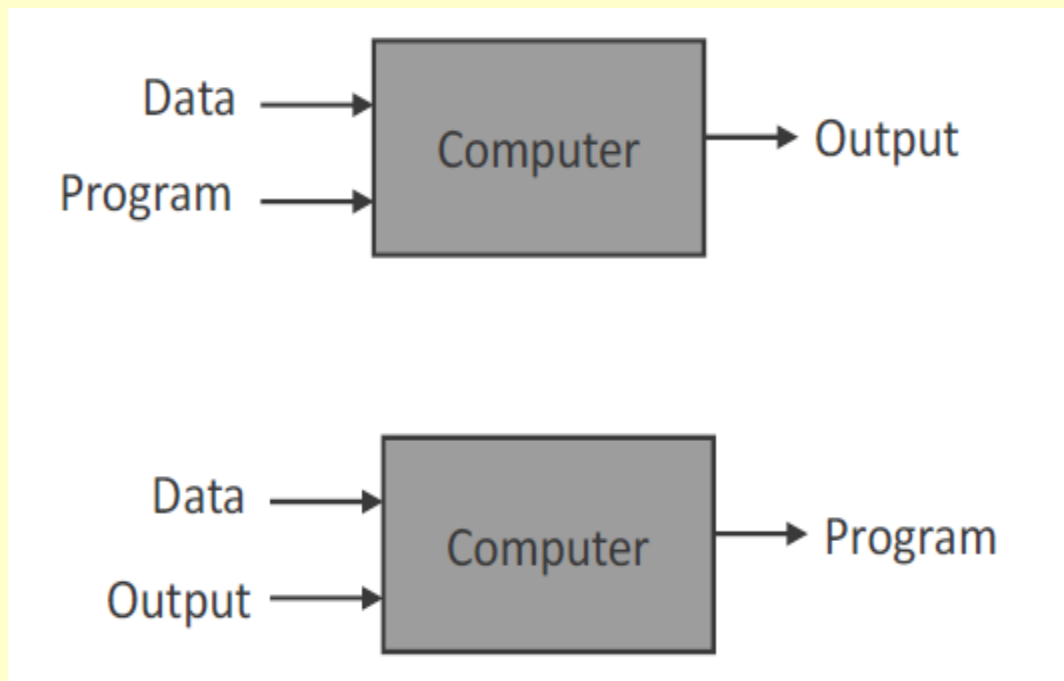 Data
Program
Computer
Output
Data
Output
Computer
Program